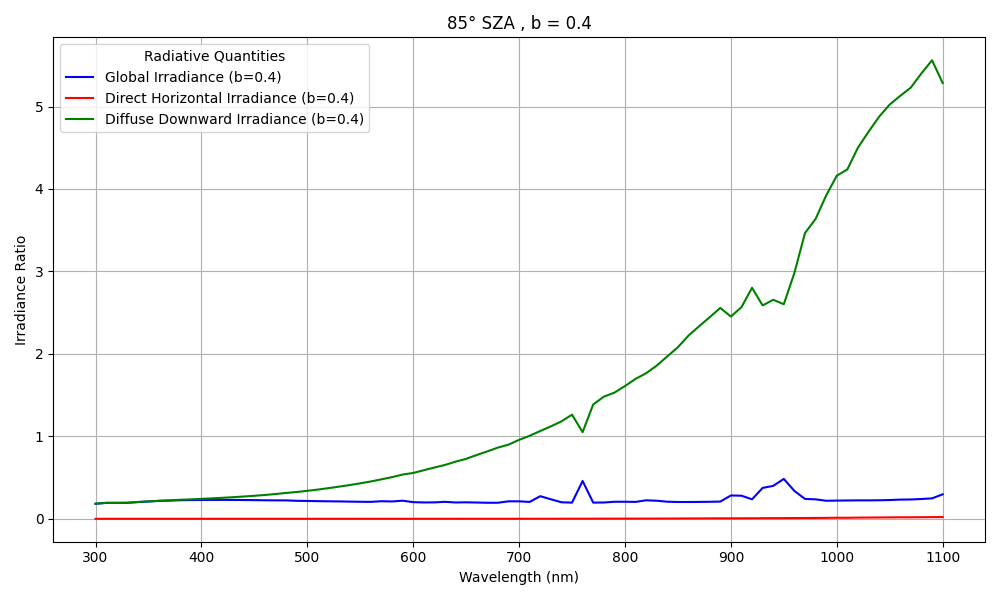 85° SZA , b = 0.4
Radiative Quantities
Global Irradiance (b=0.4)
Direct Horizontal Irradiance (b=0.4)
Diffuse Downward Irradiance (b=0.4)
Irradiance Ratio
5
4
3
2
1
0
300 400 500 600 700 800 900 1000 1100
Wavelength (nm)